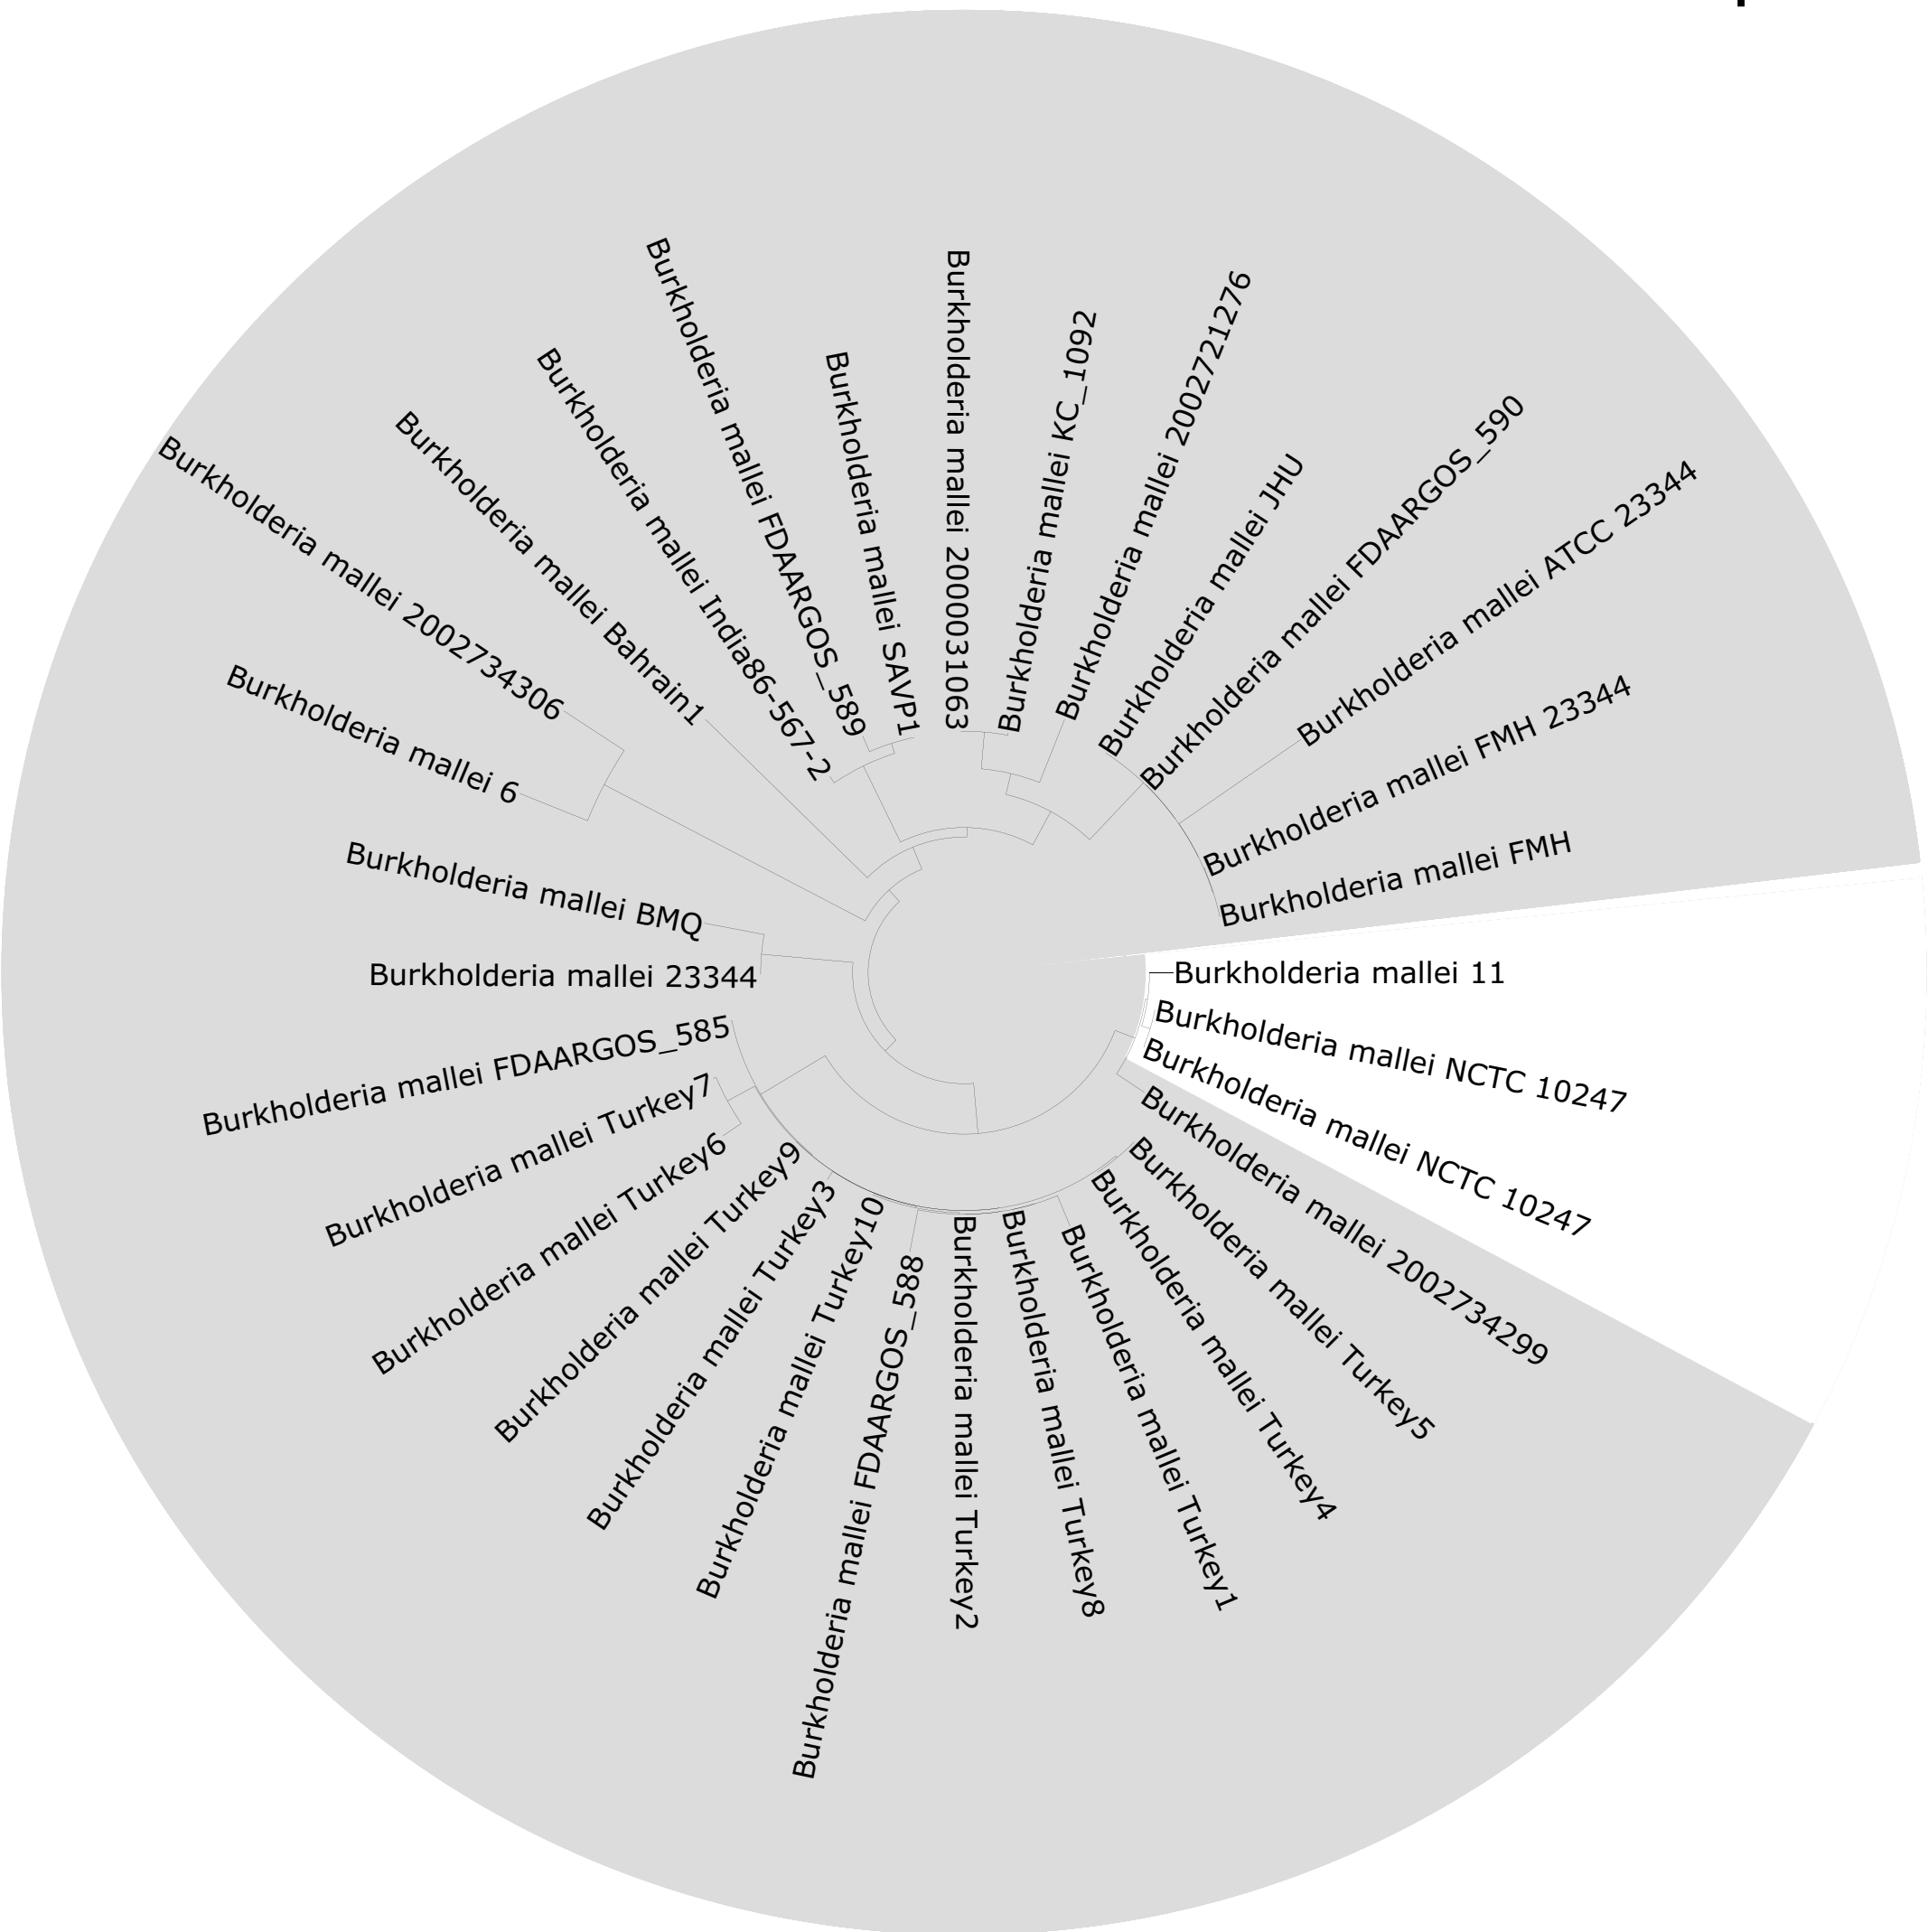 Burkholderia mallei 2000031063
Burkholderia mallei KC_1092
Burkholderia mallei 2002721276
Burkholderia mallei JHU
Burkholderia mallei FDAARGOS_590
Burkholderia mallei ATCC 23344
Burkholderia mallei FMH 23344
Burkholderia mallei FMH
Burkholderia mallei 11
Burkholderia mallei NCTC 10247
Burkholderia mallei NCTC 10247
Burkholderia mallei 2002734299
Burkholderia mallei Turkey5
Burkholderia mallei Turkey4
Burkholderia mallei Turkey1
Burkholderia mallei Turkey8
Burkholderia mallei Turkey2
Burkholderia mallei FDAARGOS_588
Burkholderia mallei Turkey10
Burkholderia mallei Turkey3
Burkholderia mallei Turkey9
Burkholderia mallei Turkey6
Burkholderia mallei Turkey7
Burkholderia mallei FDAARGOS_585
Burkholderia mallei 23344
Burkholderia mallei BMQ
Burkholderia mallei 6
Burkholderia mallei 2002734306
Burkholderia mallei Bahrain1
Burkholderia mallei India86-567-2
Burkholderia mallei FDAARGOS_589
Burkholderia mallei SAVP1